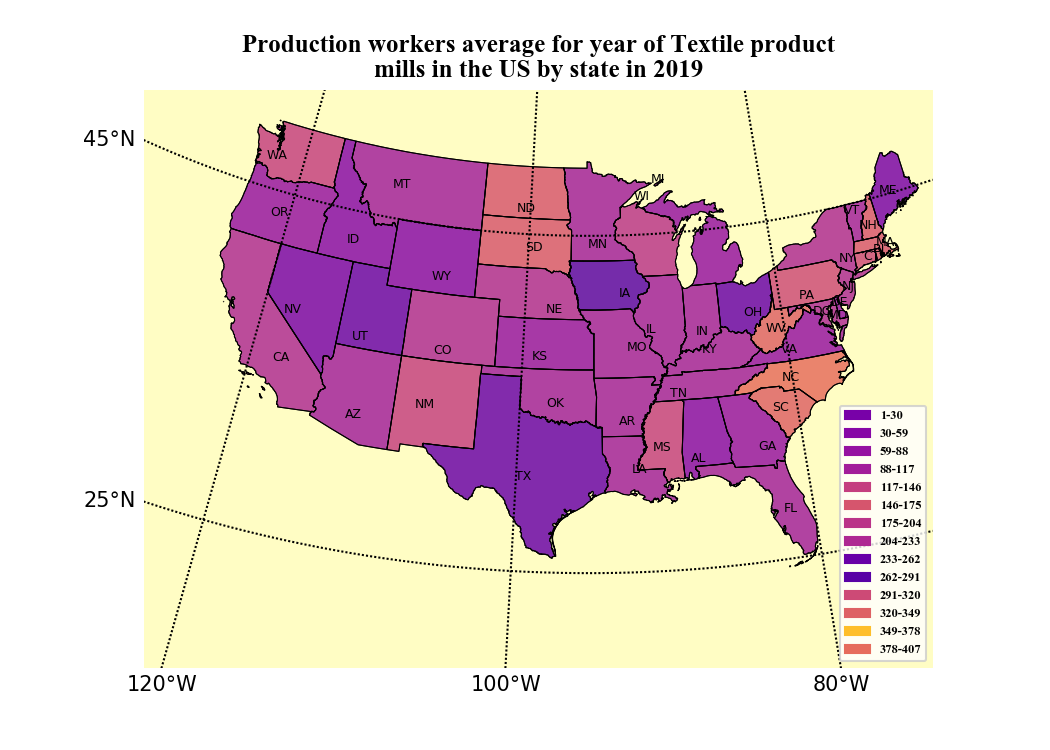 Production workers average for year of Textile product
mills in the US by state in 2019
45°N
25°N
120°W
100°W
80°W
WA
MT
ND
MI
WI
ME
VT
NH
MA
OR
ID
SD
MN
NY
CT
WY
NV
UT
NE
IA
PA
NJ
OH
DC
MD
CA
CO
KS
MO
IL
IN
KY
WV
VA
AZ
NM
OK
AR
TN
NC
SC
MS
AL
GA
TX
LA
FL
1-30
30-59
59-88
88-117
117-146
146-175
175-204
204-233
233-262
262-291
291-320
320-349
349-378
378-407